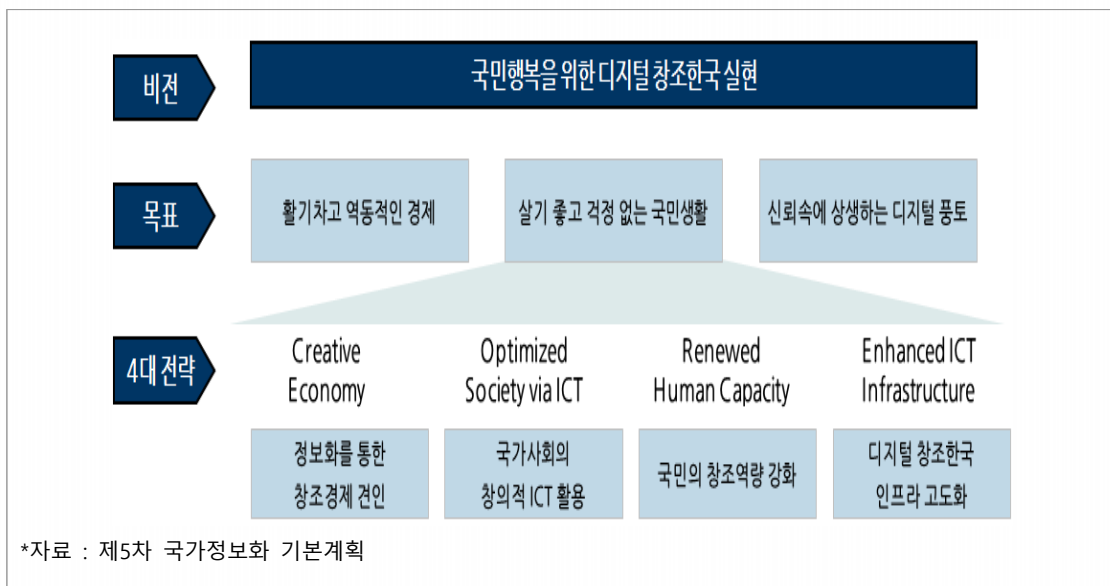 비전
국민행복을 위한 디지털 창조한국 실현
목표
활기차고 역동적인 경제
살기 좋고 걱정 없는 국민생활
신뢰속에 상생하는 디지털 풍토
4대 전략
Creative
Economy
Optimized
Society via ICT
Renewed
Human Capacity
Enhanced ICT
Infrastructure
정보화를 통한
창조경제 견인
국가사회의
창의적 ICT 활용
국민의 창조역량 강화
디지털 창조한국
인프라 고도화
*자료 : 제5차 국가정보화 기본계획